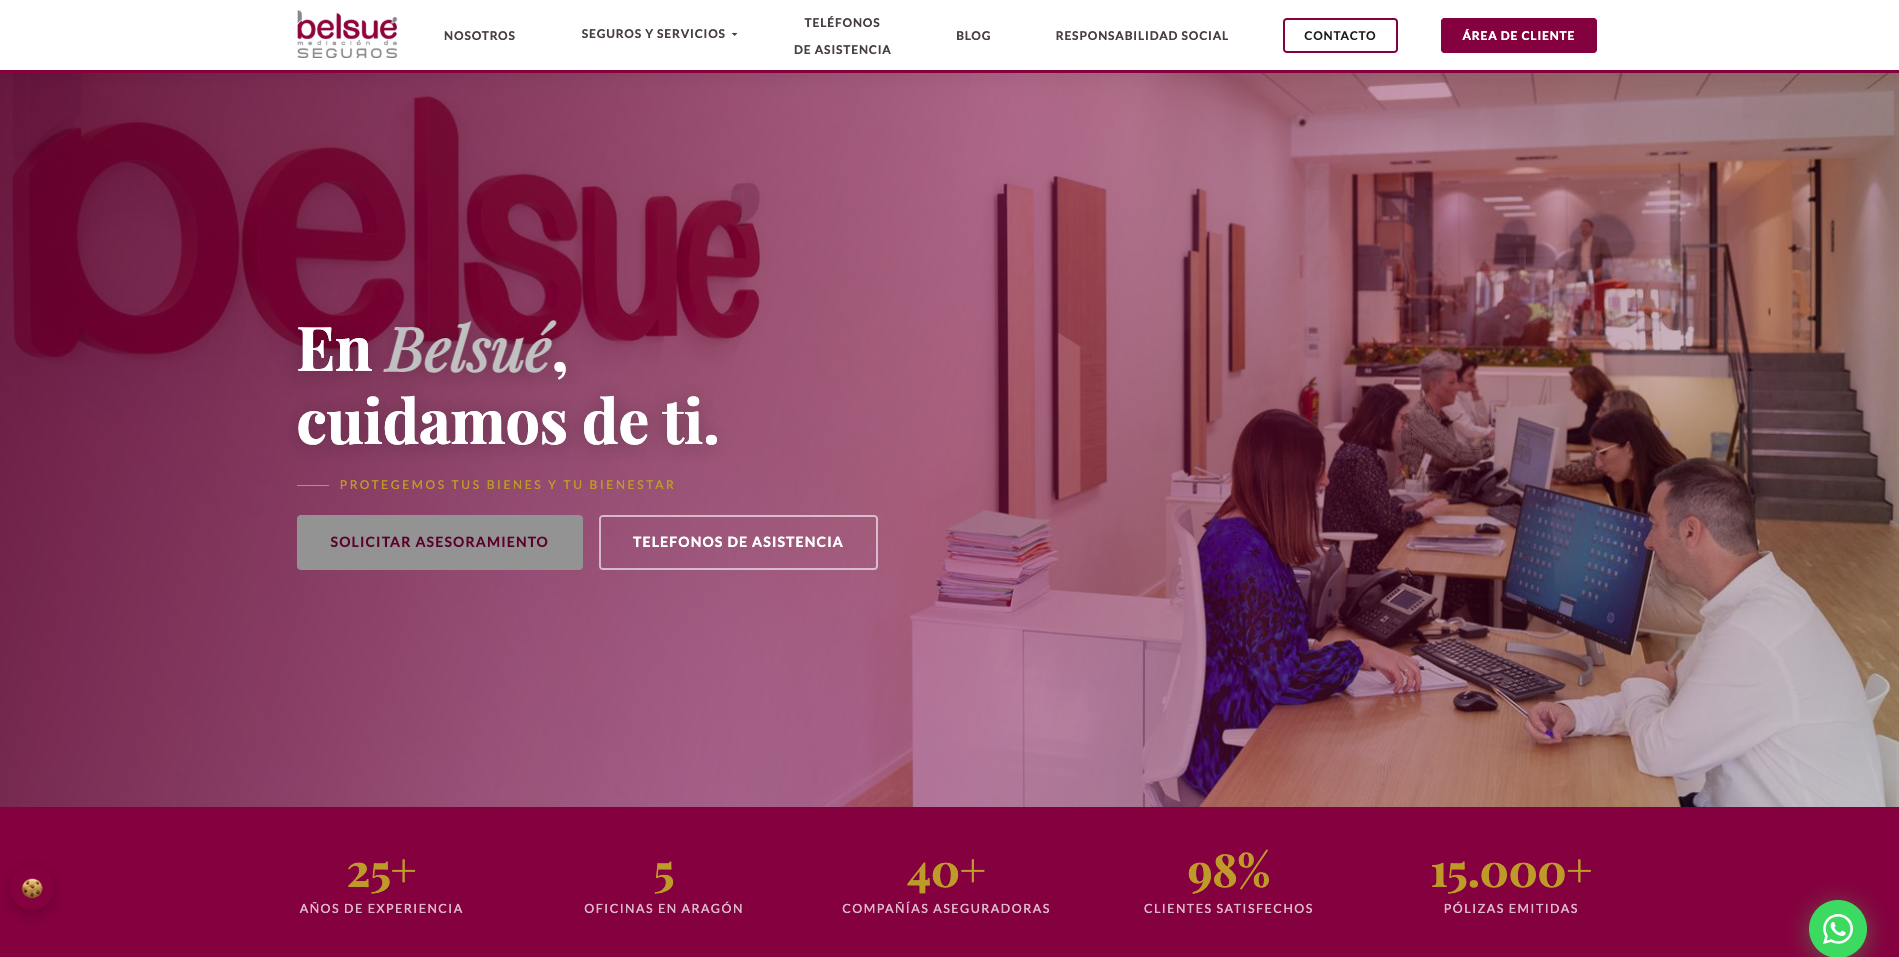 belsué
mediación de
SEGUROS
NOSOTROS
SEGUROS Y SERVICIOS
TELÉFONOS
DE ASISTENCIA
BLOG
RESPONSABILIDAD SOCIAL
CONTACTO
ÁREA DE CLIENTE
belsué
En Belsué,
cuidamos de ti.
PROTEGEMOS TUS BIENES Y TU BIENESTAR
SOLICITAR ASESORAMIENTO
TELEFONOS DE ASISTENCIA
25+
AÑOS DE EXPERIENCIA
5
OFICINAS EN ARAGÓN
40+
COMPAÑÍAS ASEGURADORAS
98%
CLIENTES SATISFECHOS
15.000+
PÓLIZAS EMITIDAS